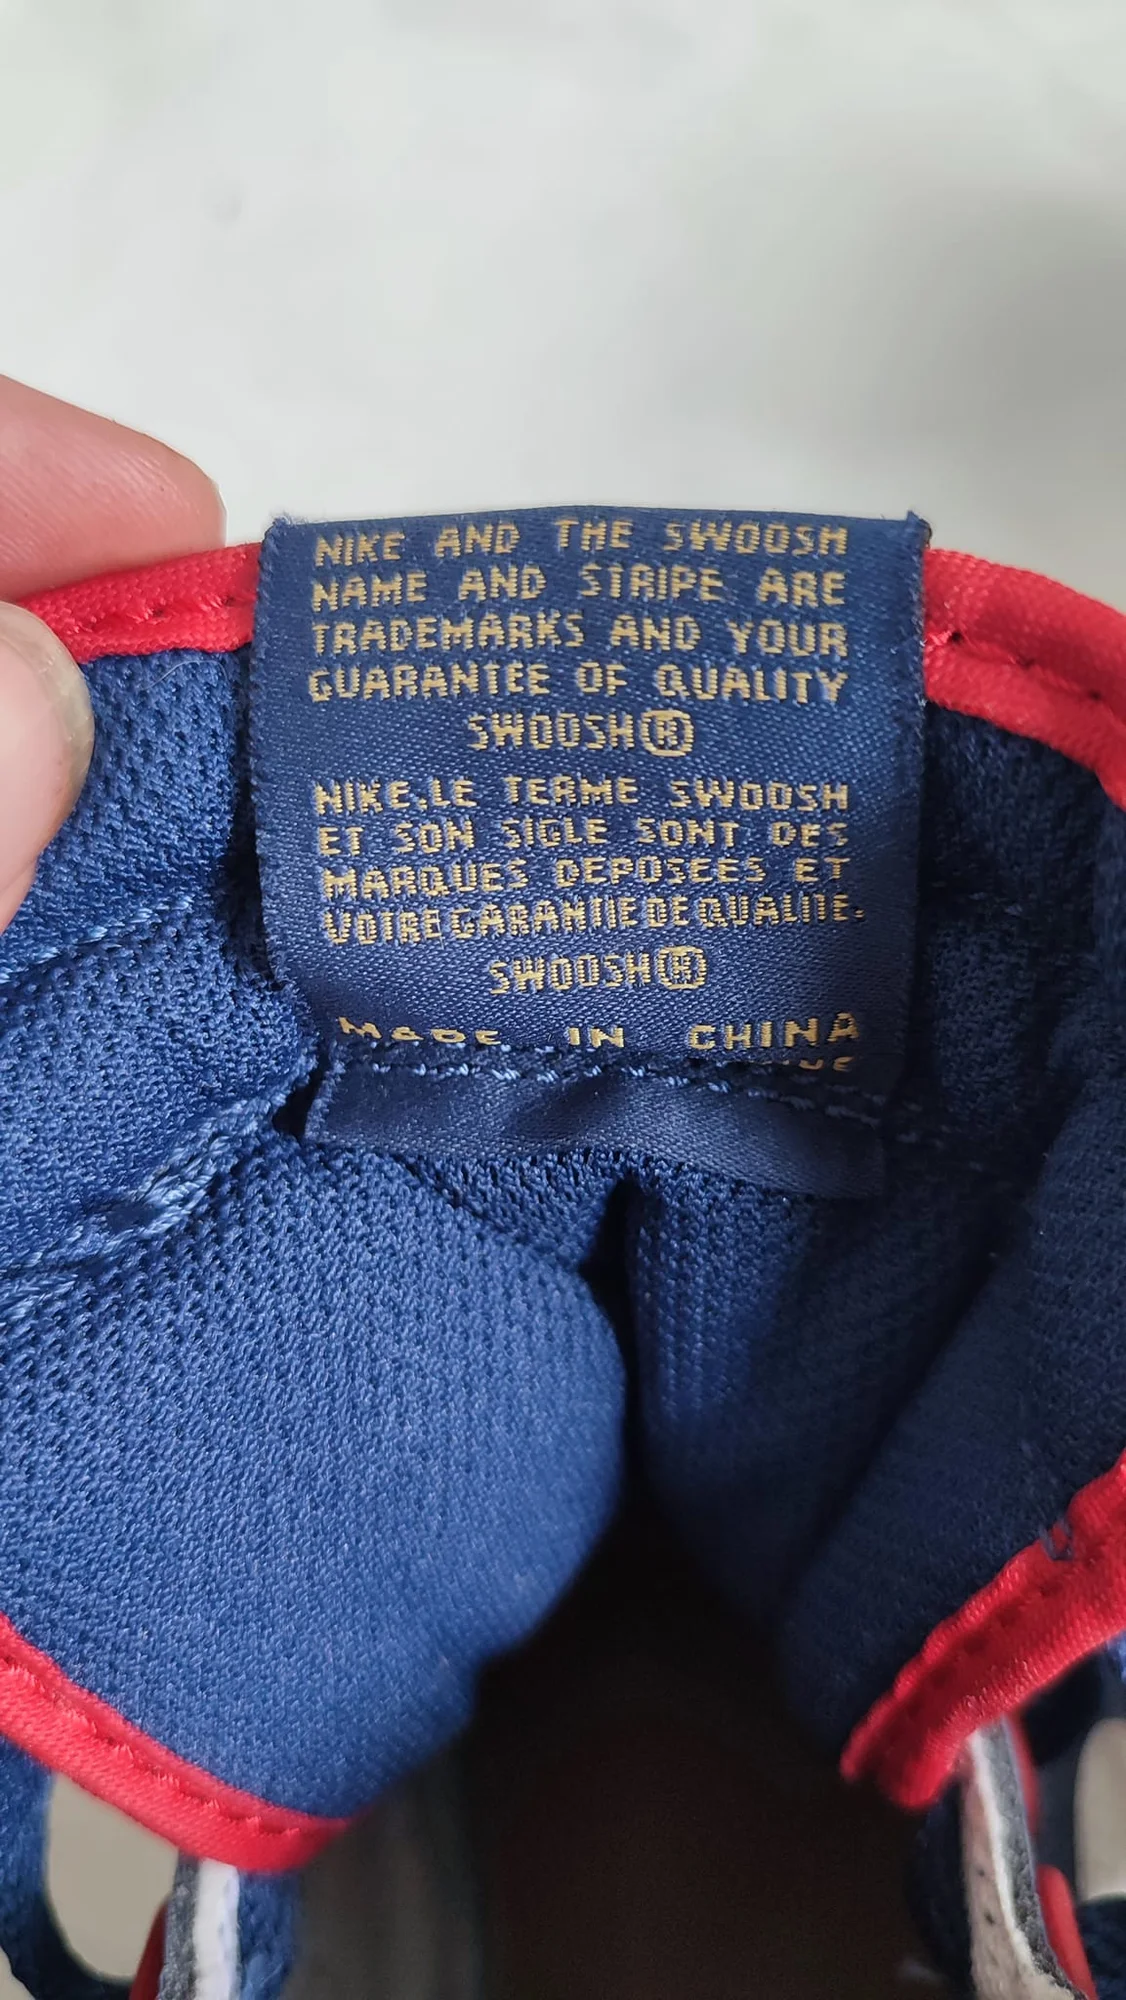 NIKE AND THE SWOOSH
NAME AND STRIPE ARE
TRADEMARKS AND YOUR
GUARANTEE OF QUALITY
SWOOSH®
NIKE,LE TERME SWOOSH
ET SON SIGLE SONT DES
MARQUES DEPOSEES ET
VOTRE GARANTIE DE QUALITE.
SWOOSH®
MADE IN CHINA